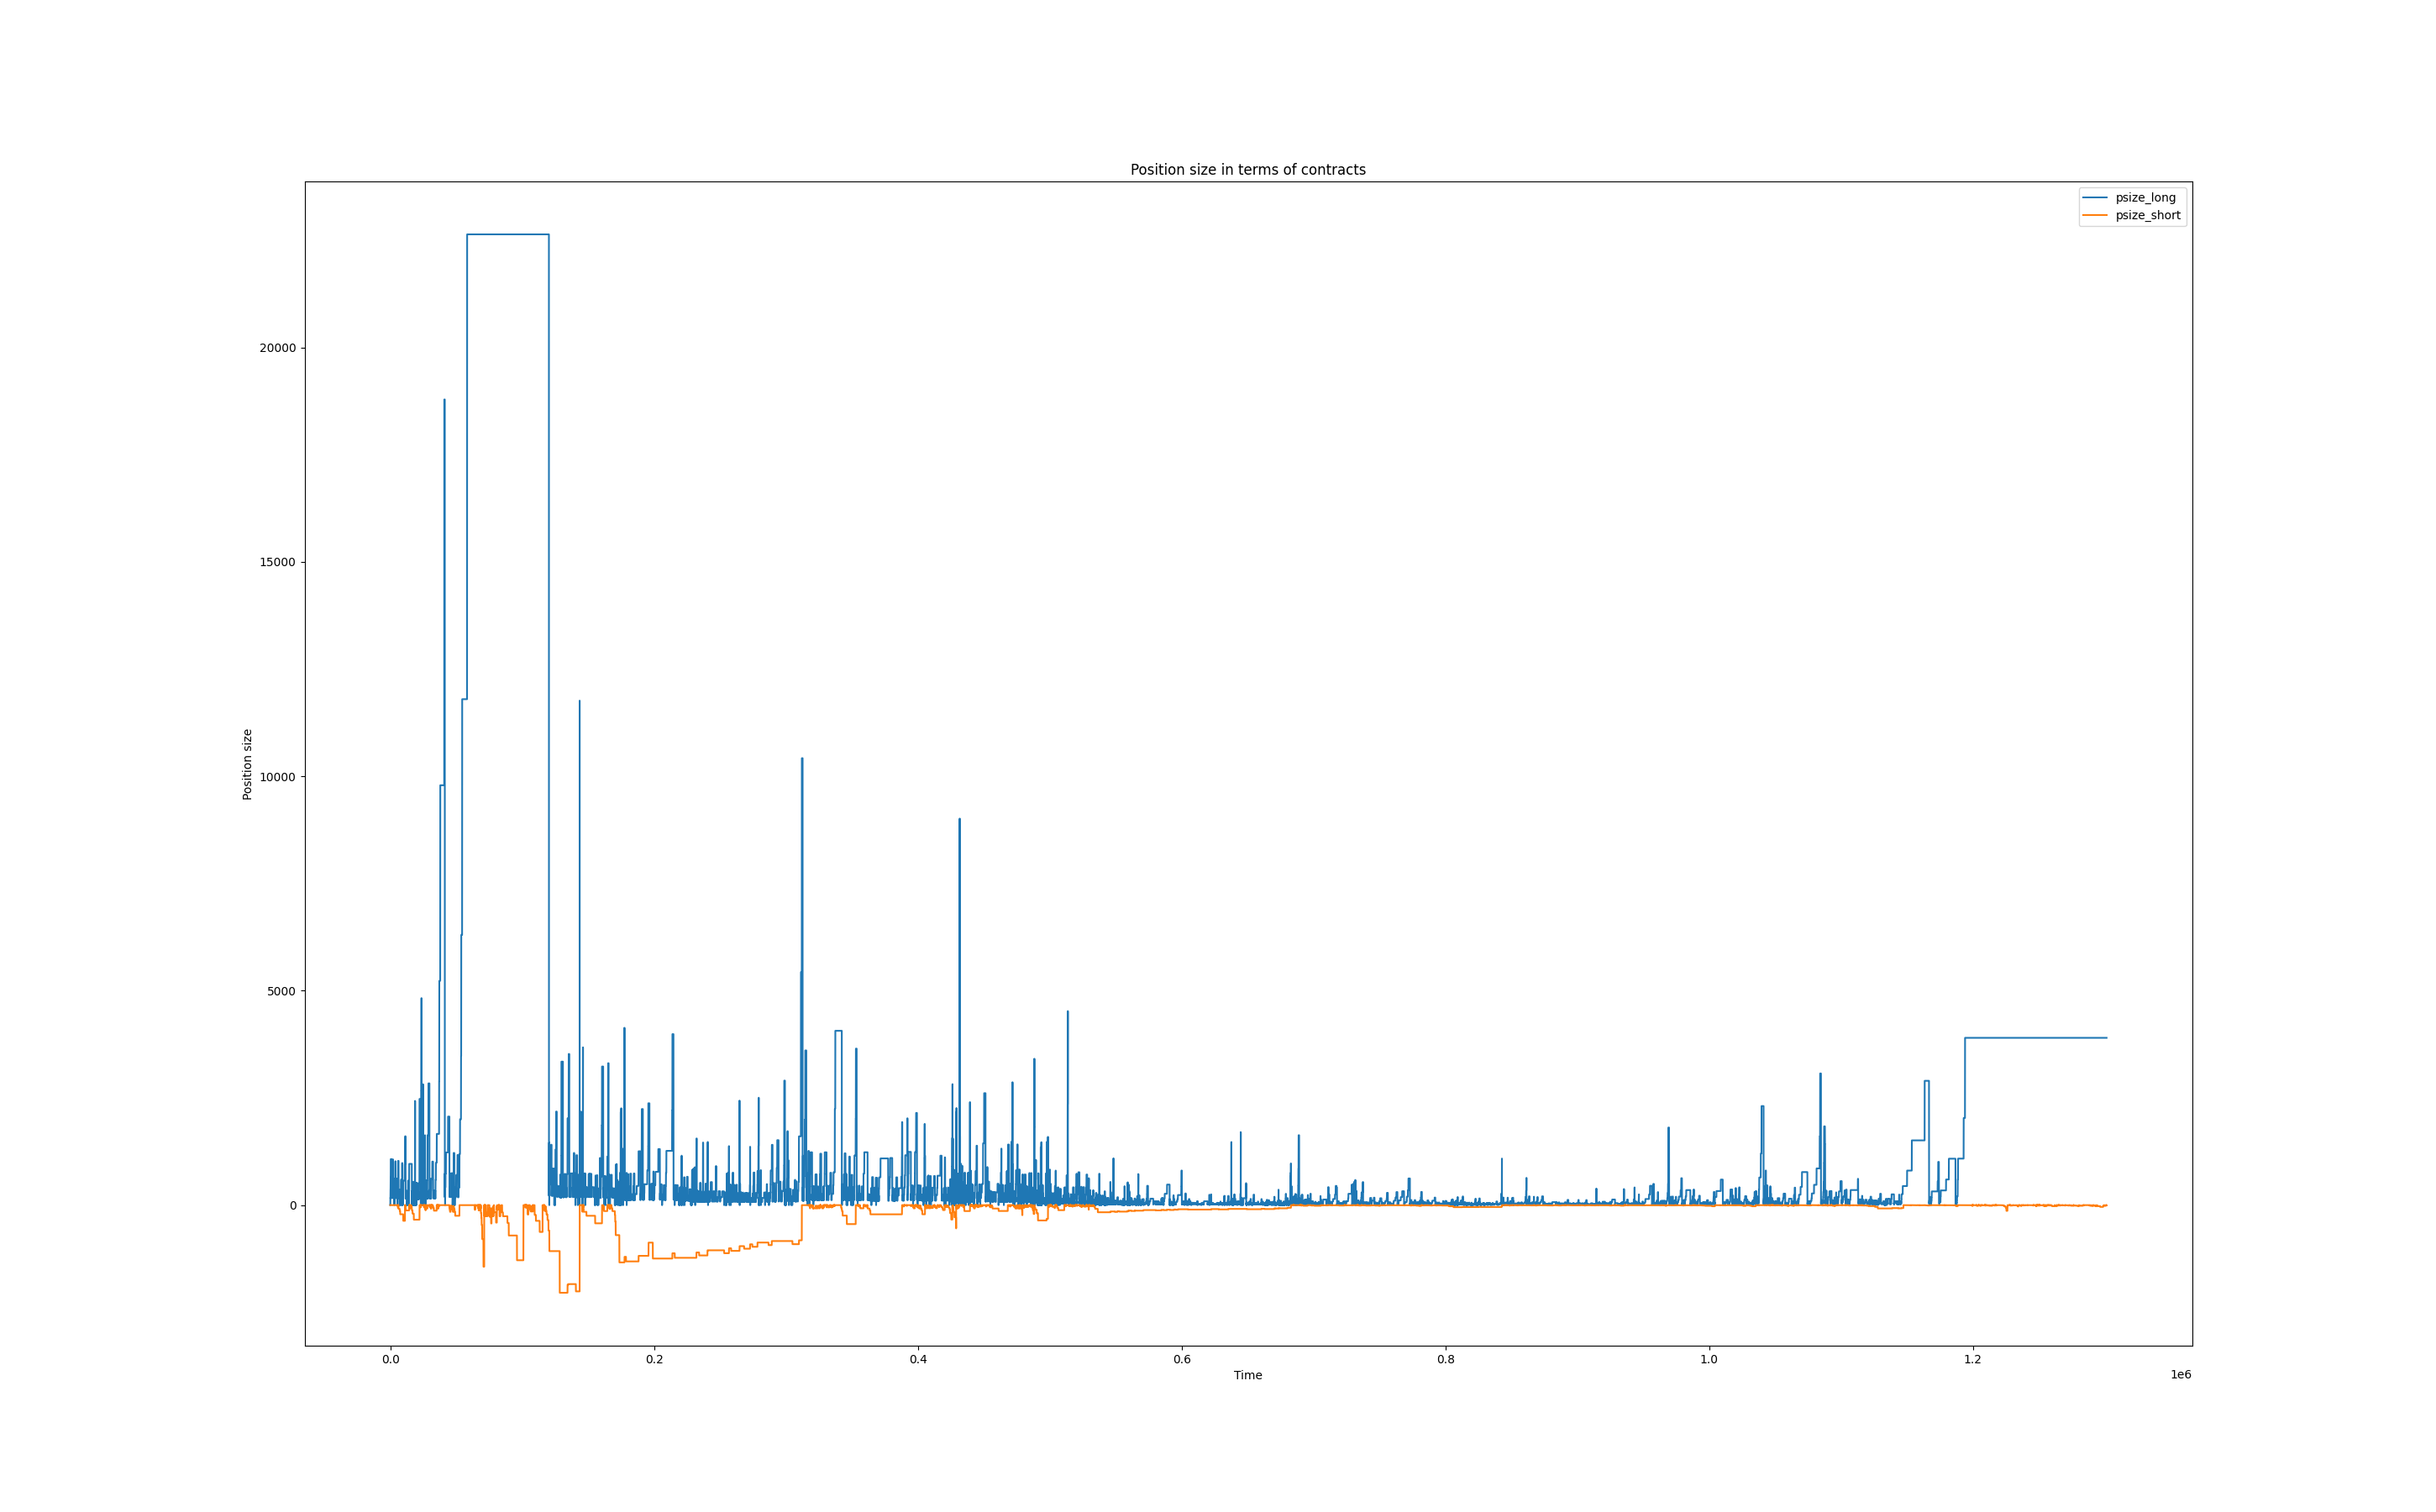 Position size in terms of contracts
psize_long
psize_short
Position size
20000
15000
10000
5000
0
0.0 0.2 0.4 0.6 0.8 1.0 1.2
Time
1e6